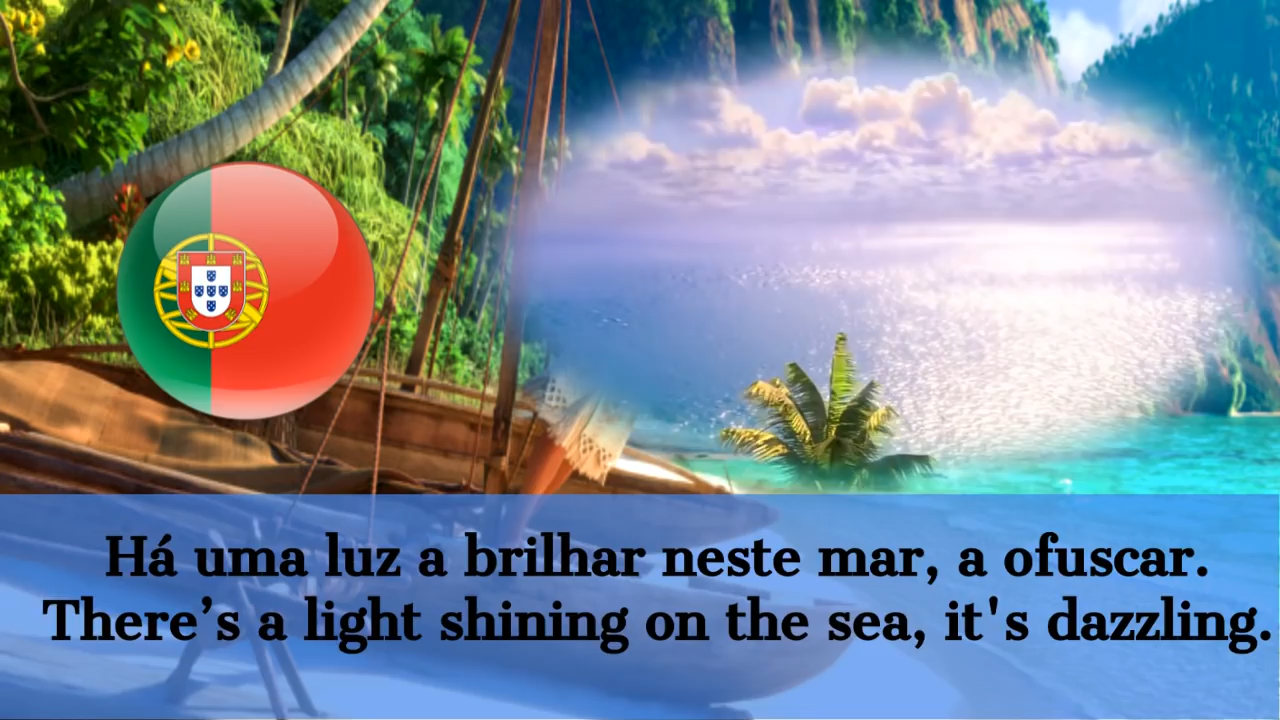 Há uma luz a brilhar neste mar, a ofuscar.
There’s a light shining on the sea, it's dazzling.